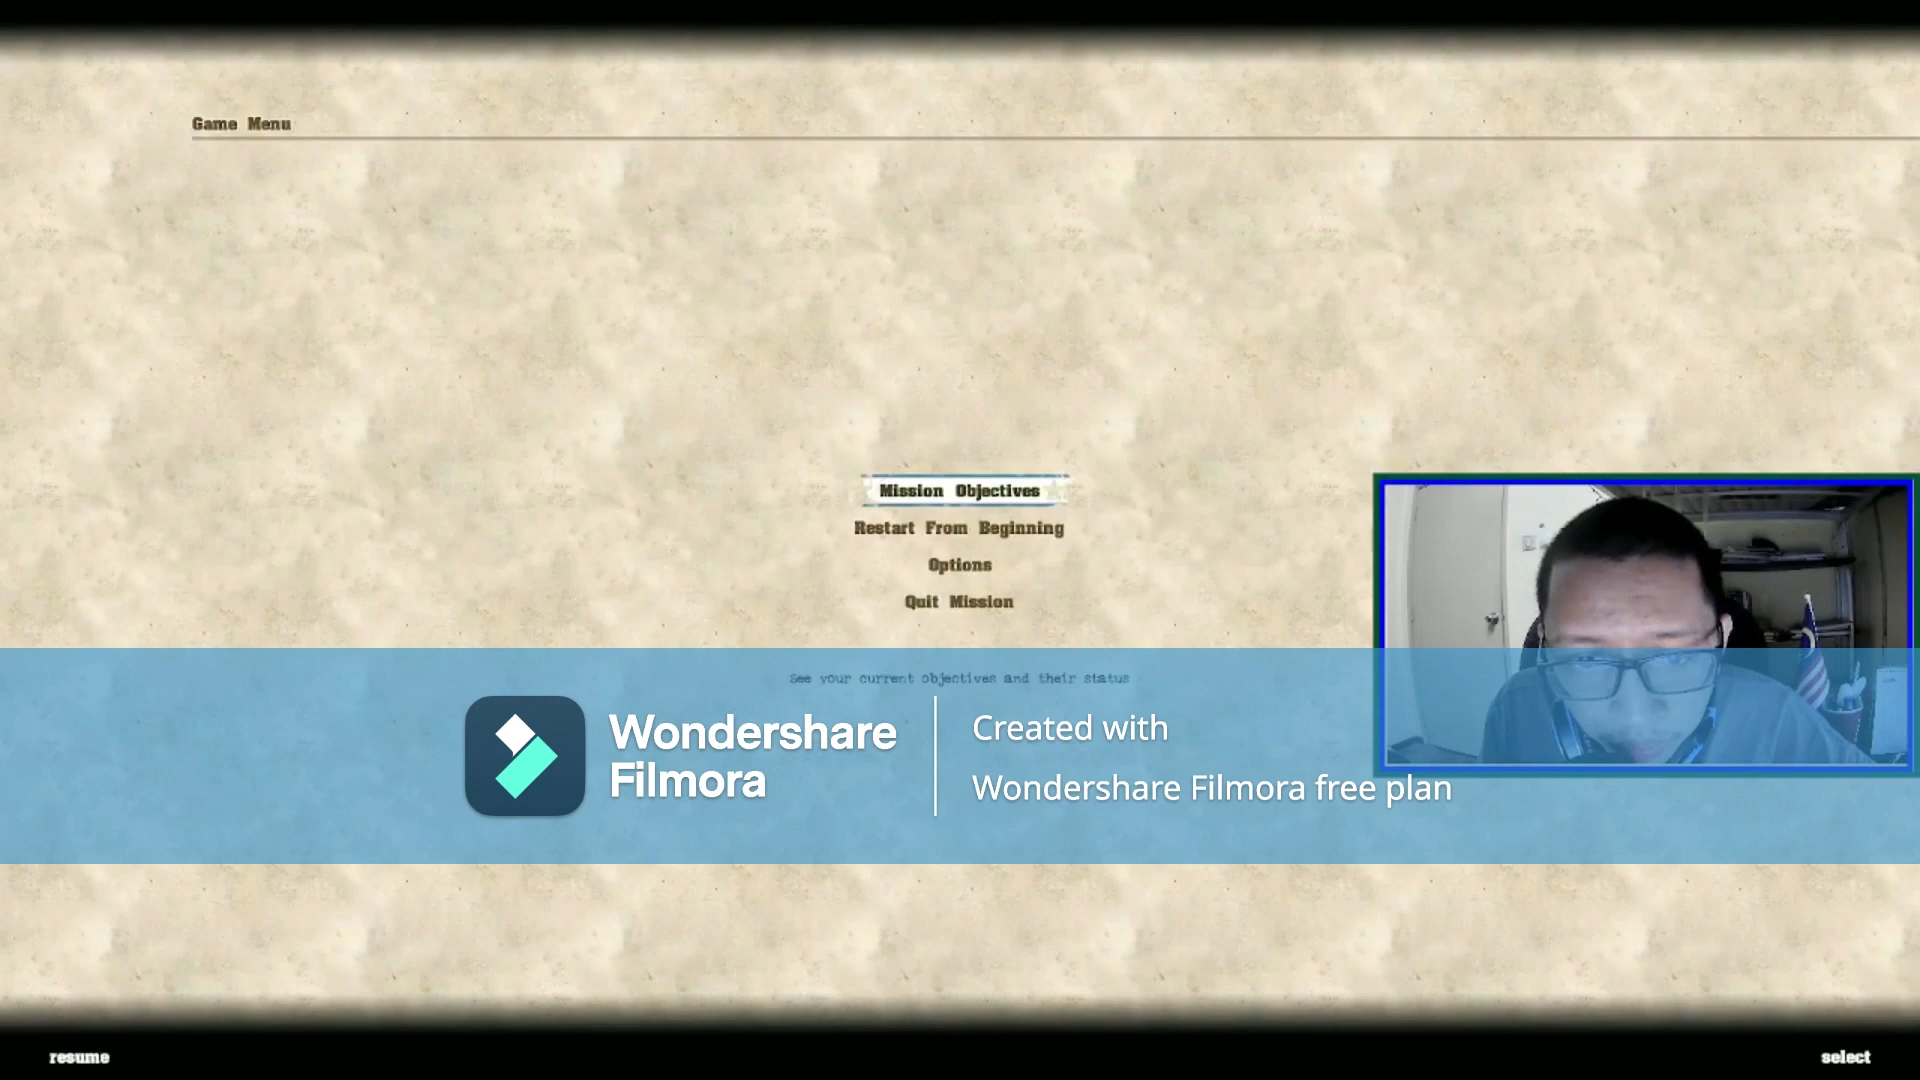 Game Menu
Mission Objectives
Restart From Beginning
Options
Quit Mission
See your current objectives and their status
Wondershare
Filmora
Created with
Wondershare Filmora free plan
resume
select